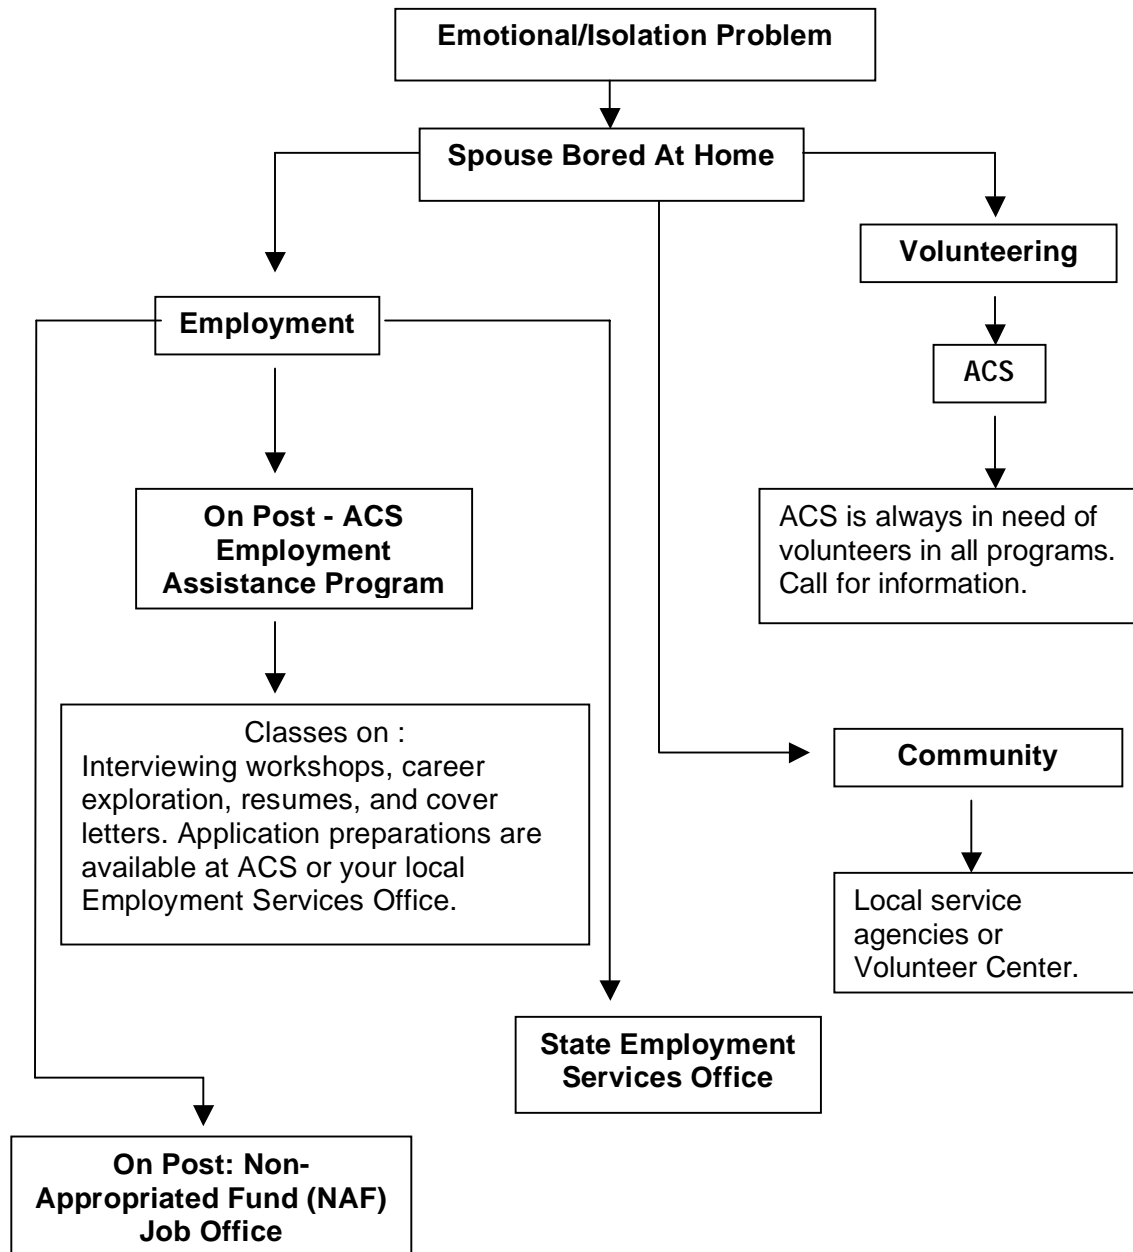 Emotional/Isolation Problem
Spouse Bored At Home
Volunteering
Employment
ACS
On Post - ACS
Employment
Assistance Program
ACS is always in need of
volunteers in all programs.
Call for information.
Classes on :
Interviewing workshops, career
exploration, resumes, and cover
letters. Application preparations are
available at ACS or your local
Employment Services Office.
Community
Local service
agencies or
Volunteer Center.
State Employment
Services Office
On Post: Non-
Appropriated Fund (NAF)
Job Office